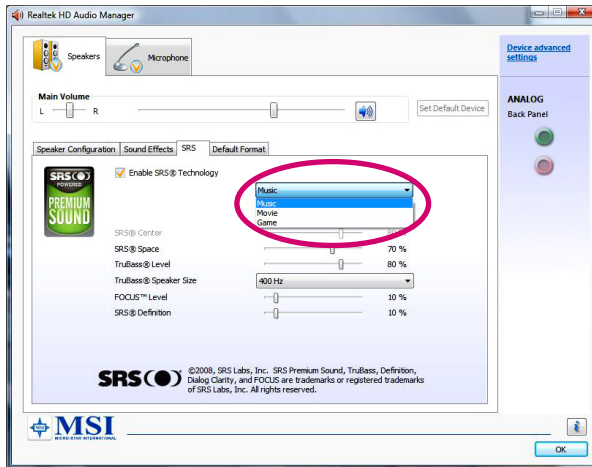 Realtek HD Audio Manager
Speakers
Microphone
Device advanced
settings
Main Volume
L
R
Set Default Device
ANALOG
Back Panel
Speaker Configuration
Sound Effects
SRS
Default Format
SRS
POWERED
PREMIUM
SOUND
Enable SRS® Technology
Music
Music
Movie
Game
SRS® Center
SRS® Space
70 %
TruBass® Level
80 %
TruBass® Speaker Size
400 Hz
FOCUS™ Level
10 %
SRS® Definition
10 %
SRS
©2008, SRS Labs, Inc. SRS Premium Sound, TruBass, Definition,
Dialog Clarity, and FOCUS are trademarks or registered trademarks
of SRS Labs, Inc. All rights reserved.
MSI
MICRO-STAR INTERNATIONAL
i
OK